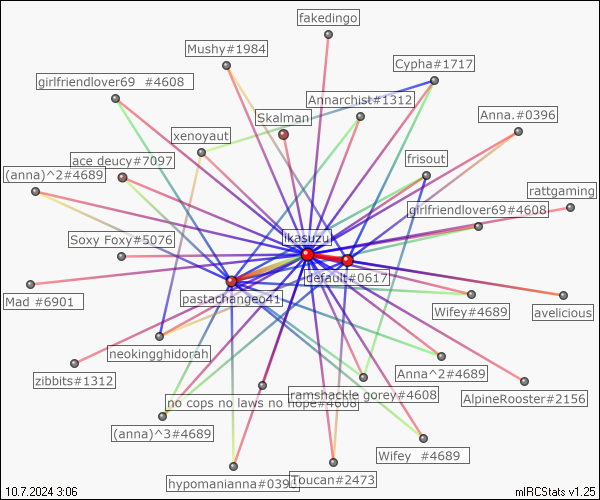 fakedingo
Mushy#1984
Cypha#1717
girlfriendlover69 #4608
Annarchist#1312
Skalman
Anna.#0396
xenoyaut
frisout
ace deucy#7097
(anna)^2#4689
rattgaming
girlfriendlover69#4608
Soxy Foxy#5076
ikasuzu
default#0617
Mad #6901
pastachangeo41
Wifey#4689
avelicious
neokingghidorah
zibbits#1312
Anna^2#4689
AlpineRooster#2156
no cops no laws no hope#4608
ramshackle gorey#4608
(anna)^3#4689
Wifey #4689
hypomanianna#0396
Toucan#2473
10.7.2024 3:06
mIRCStats v1.25